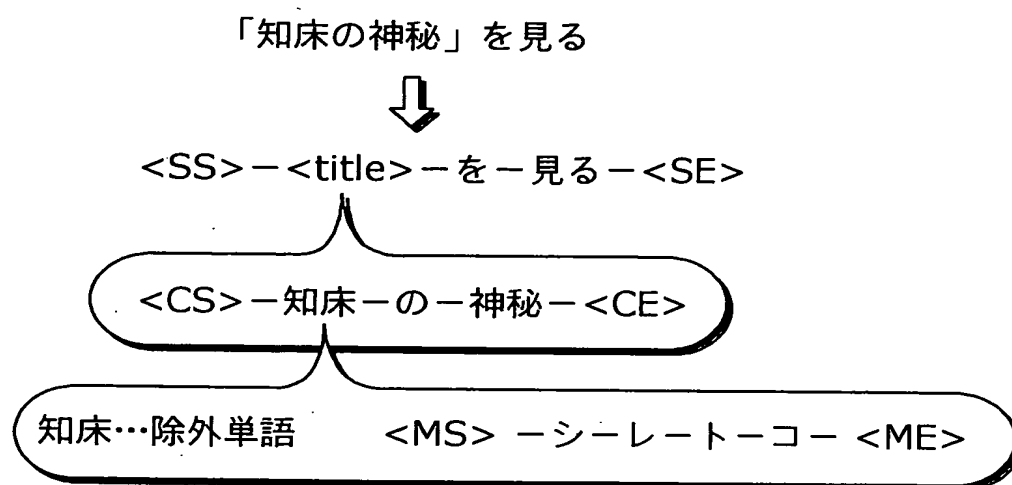 「知床の神秘」を見る
<SS>－<title>－を－見る－<SE>
<CS>－知床－の－神秘－<CE>
知床…除外単語 <MS> －シ－レ－ト－コ－ <ME>